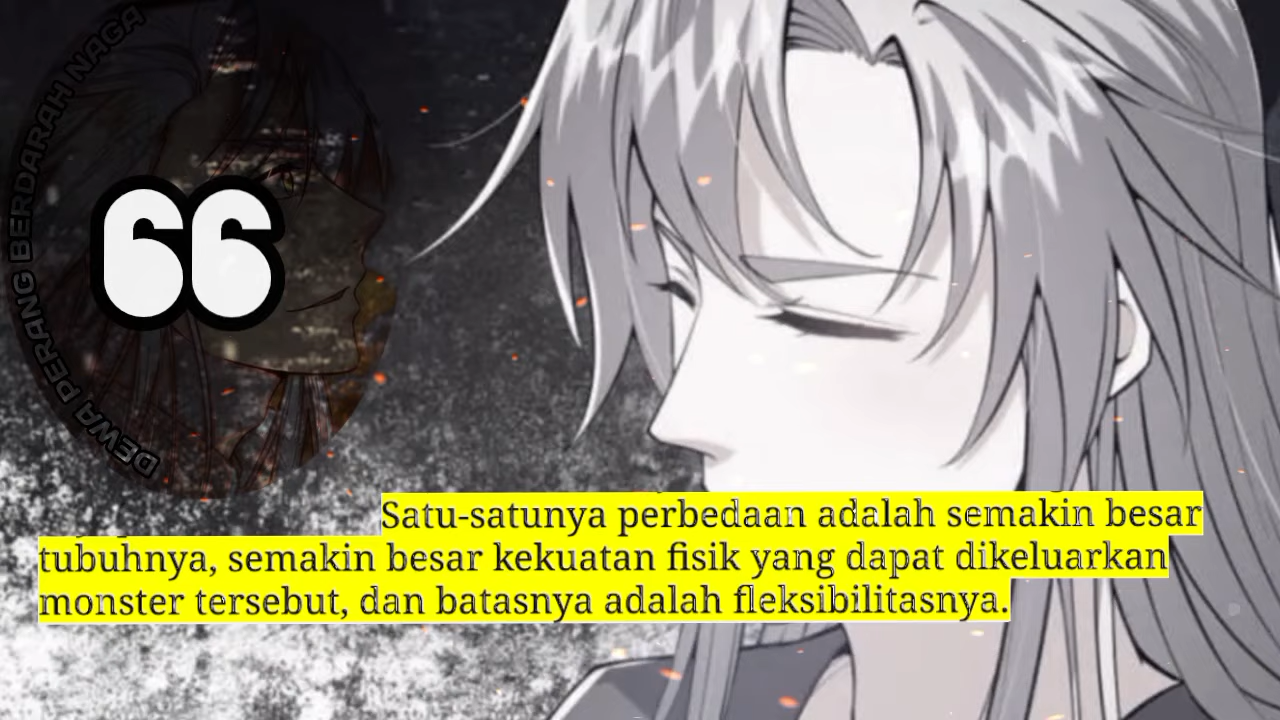 DEWA PERANG BERDARAH NAGA
66
Satu-satunya perbedaan adalah semakin besar
tubuhnya, semakin besar kekuatan fisik yang dapat dikeluarkan
monster tersebut, dan batasnya adalah fleksibilitasnya.